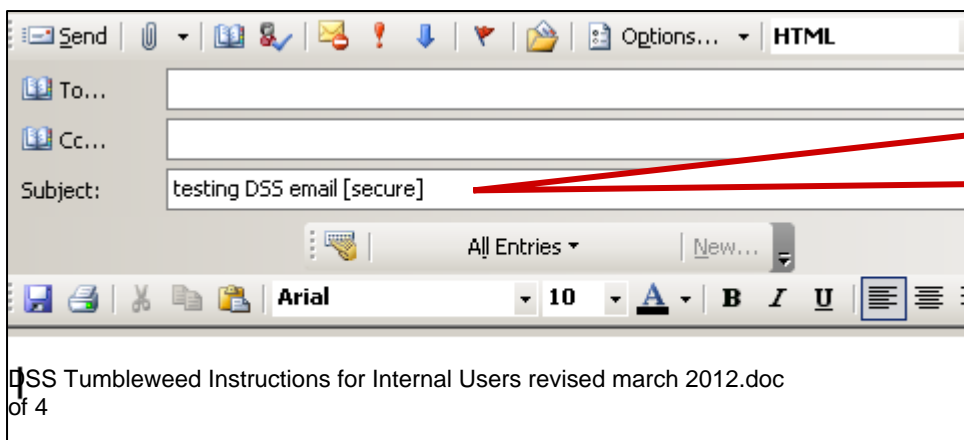 Send Options... HTML
To...
Cc...
Subject: testing DSS email [secure]
All Entries New...
Arial 10 A B I U
DSS Tumbleweed Instructions for Internal Users revised march 2012.doc
of 4